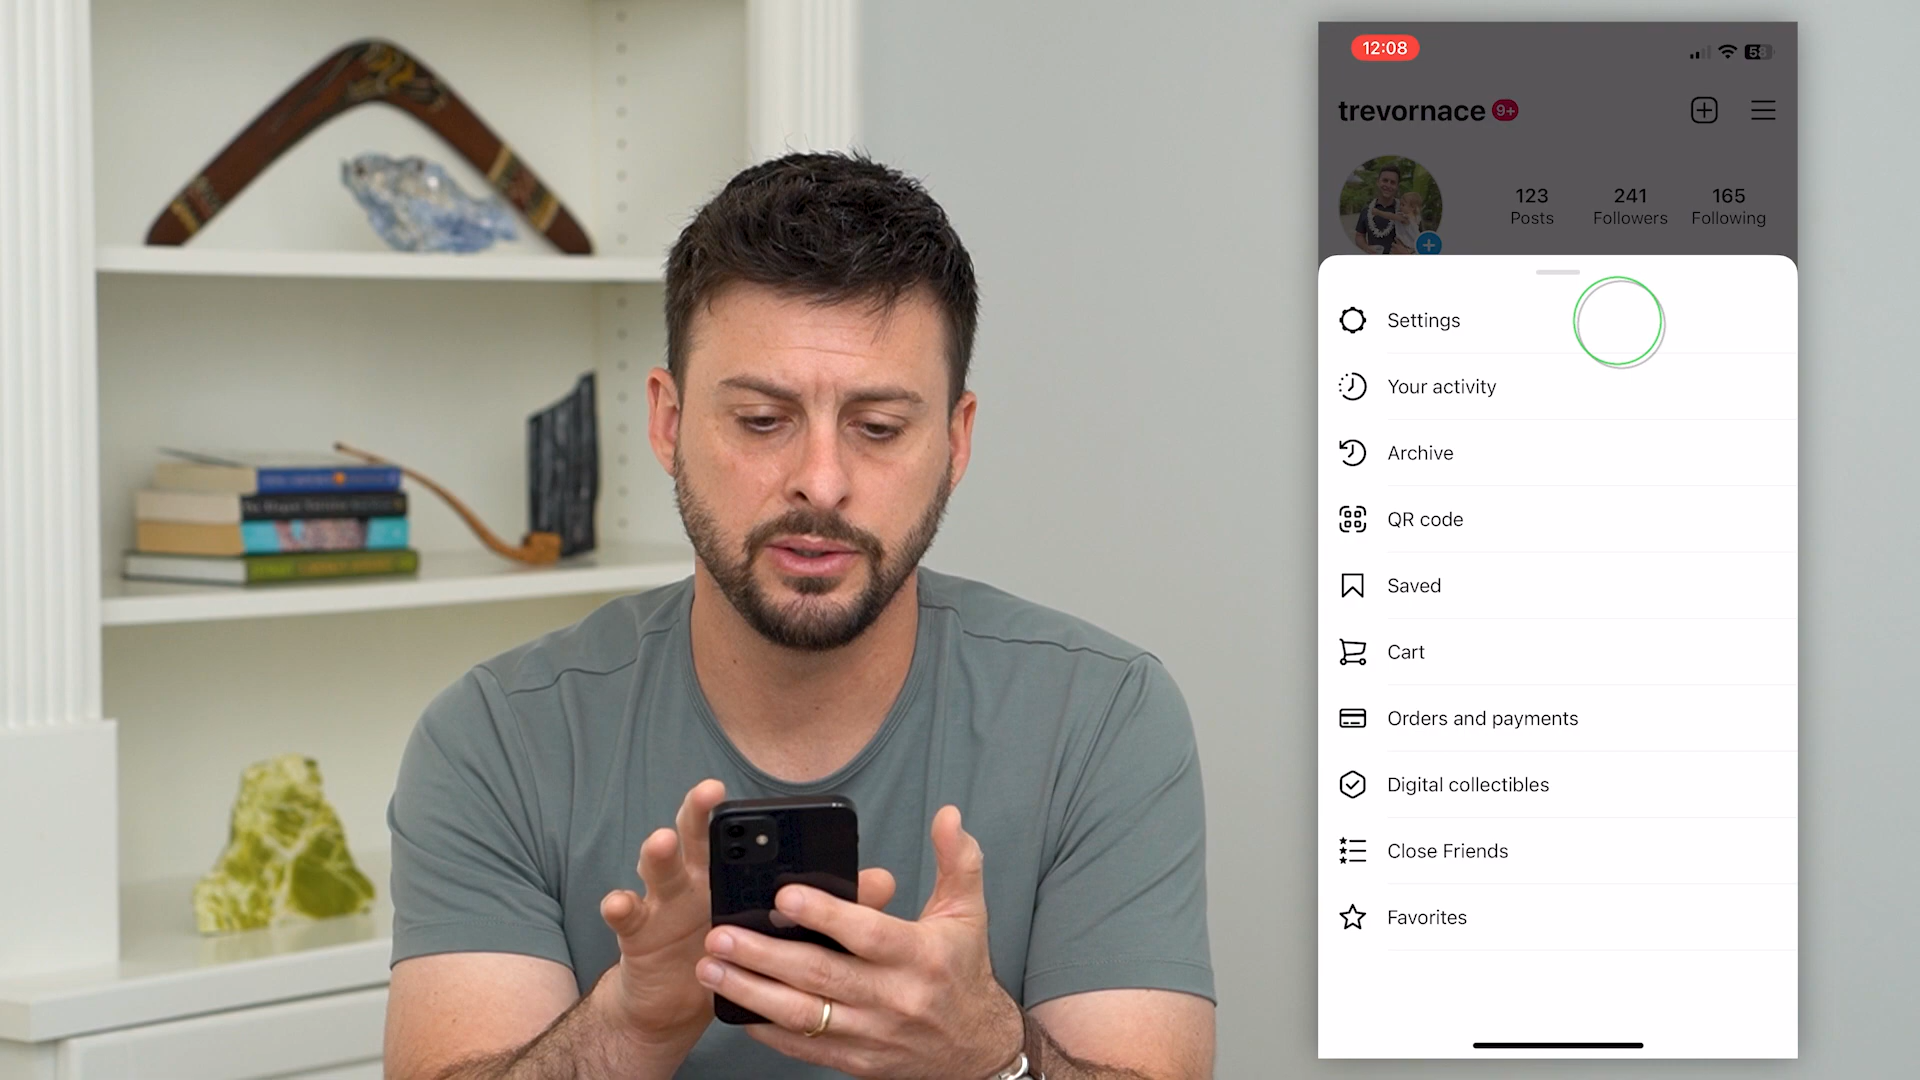 12:08
58
trevornace 9+
123 241 165
Posts Followers Following
Settings
Your activity
Archive
QR code
Saved
Cart
Orders and payments
Digital collectibles
Close Friends
Favorites